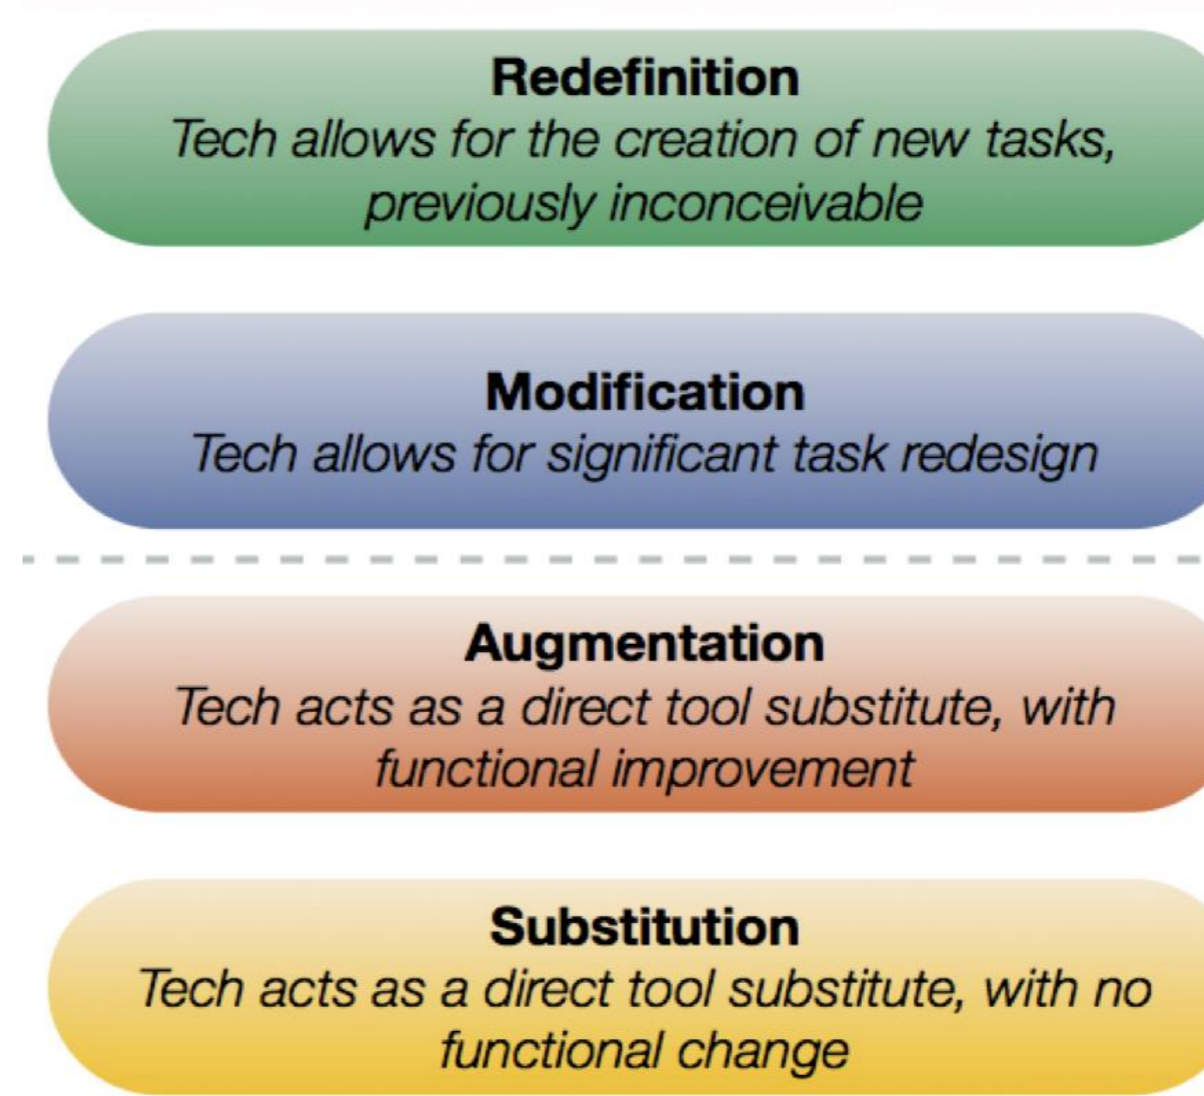 Redefinition
Tech allows for the creation of new tasks,
previously inconceivable
Modification
Tech allows for significant task redesign
Augmentation
Tech acts as a direct tool substitute, with
functional improvement
Substitution
Tech acts as a direct tool substitute, with no
functional change